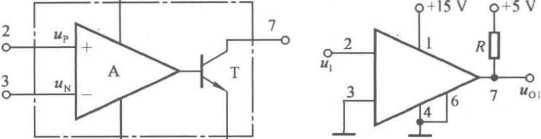 2 u_P + A 7 T
3 u_N −
+15 V +5 V
u_I 2 1 R
3 4 6 7 u_O1